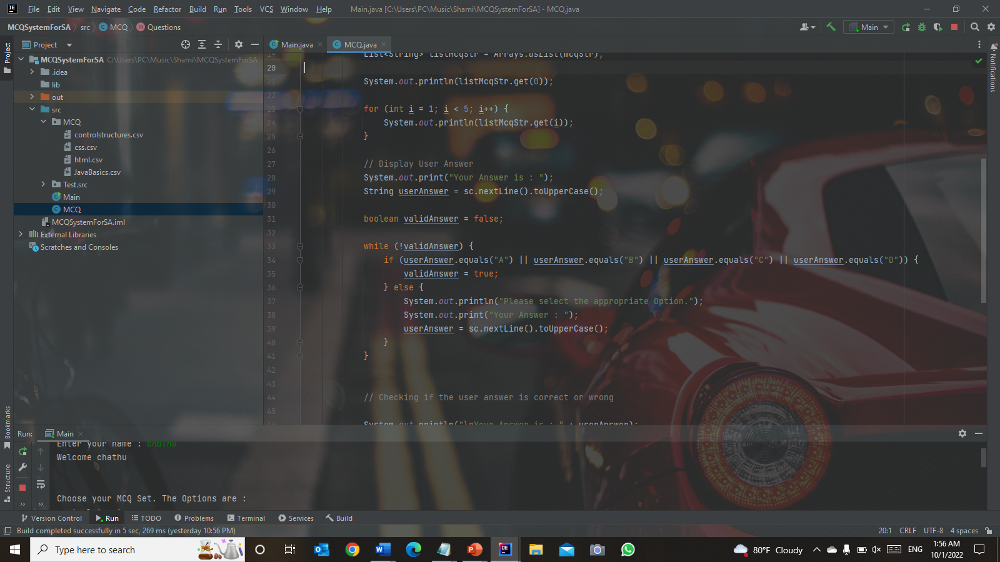 File Edit View Navigate Code Refactor Build Run Tools VCS Window Help Main.java [C:\Users\PC\Music\Shami\MCQSystemForSA] - MCQ.java
MCQSystemForSA src MCQ Questions
Main
Project
Main.java MCQ.java
Project
MCQSystemForSA C:\Users\PC\Music\Shami\MCQSystemForSA
.idea
lib
out
src
MCQ
controlstructures.csv
css.csv
html.csv
JavaBasics.csv
Test.src
Main
MCQ
MCQSystemForSA.iml
External Libraries
Scratches and Consoles
Notifications
19 List<String> listMcqStr = Arrays.asList(mcqStr);
20
21 System.out.println(listMcqStr.get(0));
22
23 for (int i = 1; i < 5; i++) {
24 System.out.println(listMcqStr.get(i));
25 }
26
27 // Display User Answer
28 System.out.print("Your Answer is : ");
29 String userAnswer = sc.nextLine().toUpperCase();
30
31 boolean validAnswer = false;
32
33 while (!validAnswer) {
34 if (userAnswer.equals("A") || userAnswer.equals("B") || userAnswer.equals("C") || userAnswer.equals("D")) {
35 validAnswer = true;
36 } else {
37 System.out.println("Please select the appropriate Option.");
38 System.out.print("Your Answer : ");
39 userAnswer = sc.nextLine().toUpperCase();
40 }
41 }
42
43
44 // Checking if the user answer is correct or wrong
45
System.out.println("\nYour Answer is : " + userAnswer);
Bookmarks
Structure
Run: Main
Enter your name : chathu
Welcome chathu
Choose your MCQ Set. The Options are :
Version Control Run TODO Problems Terminal Services Build
Build completed successfully in 5 sec, 269 ms (yesterday 10:56 PM) 20:1 CRLF UTF-8 4 spaces
Type here to search
80°F Cloudy ENG
1:56 AM
10/1/2022